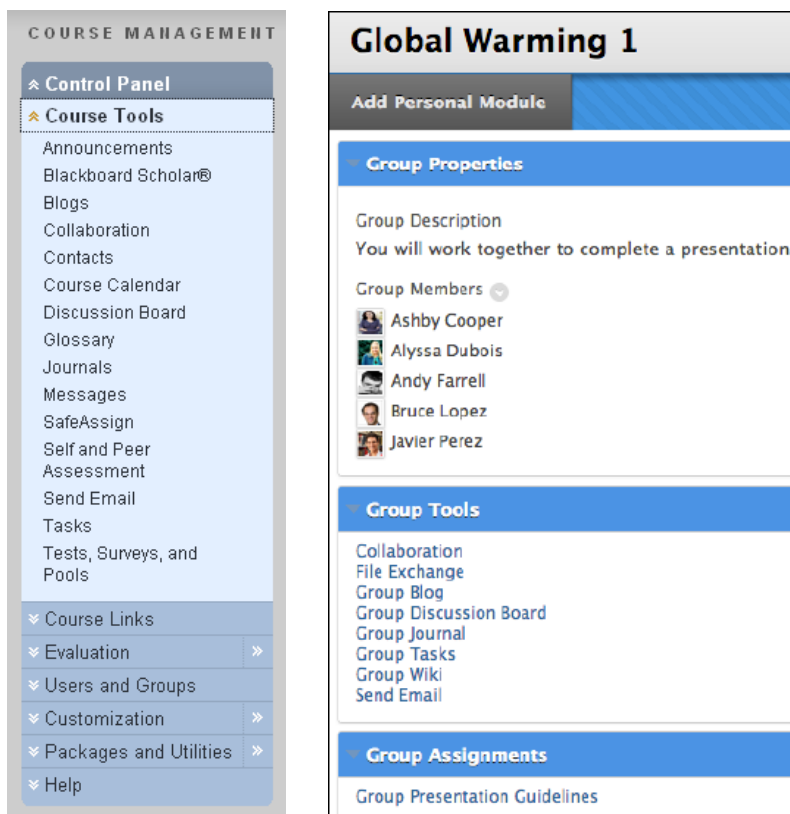 COURSE MANAGEMENT
Control Panel
Course Tools
Announcements
Blackboard Scholar®
Blogs
Collaboration
Contacts
Course Calendar
Discussion Board
Glossary
Journals
Messages
SafeAssign
Self and Peer
Assessment
Send Email
Tasks
Tests, Surveys, and
Pools
Course Links
Evaluation
Users and Groups
Customization
Packages and Utilities
Help
Global Warming 1
Add Personal Module
Group Properties
Group Description
You will work together to complete a presentation
Group Members
Ashby Cooper
Alyssa Dubois
Andy Farrell
Bruce Lopez
Javier Perez
Group Tools
Collaboration
File Exchange
Group Blog
Group Discussion Board
Group Journal
Group Tasks
Group Wiki
Send Email
Group Assignments
Group Presentation Guidelines